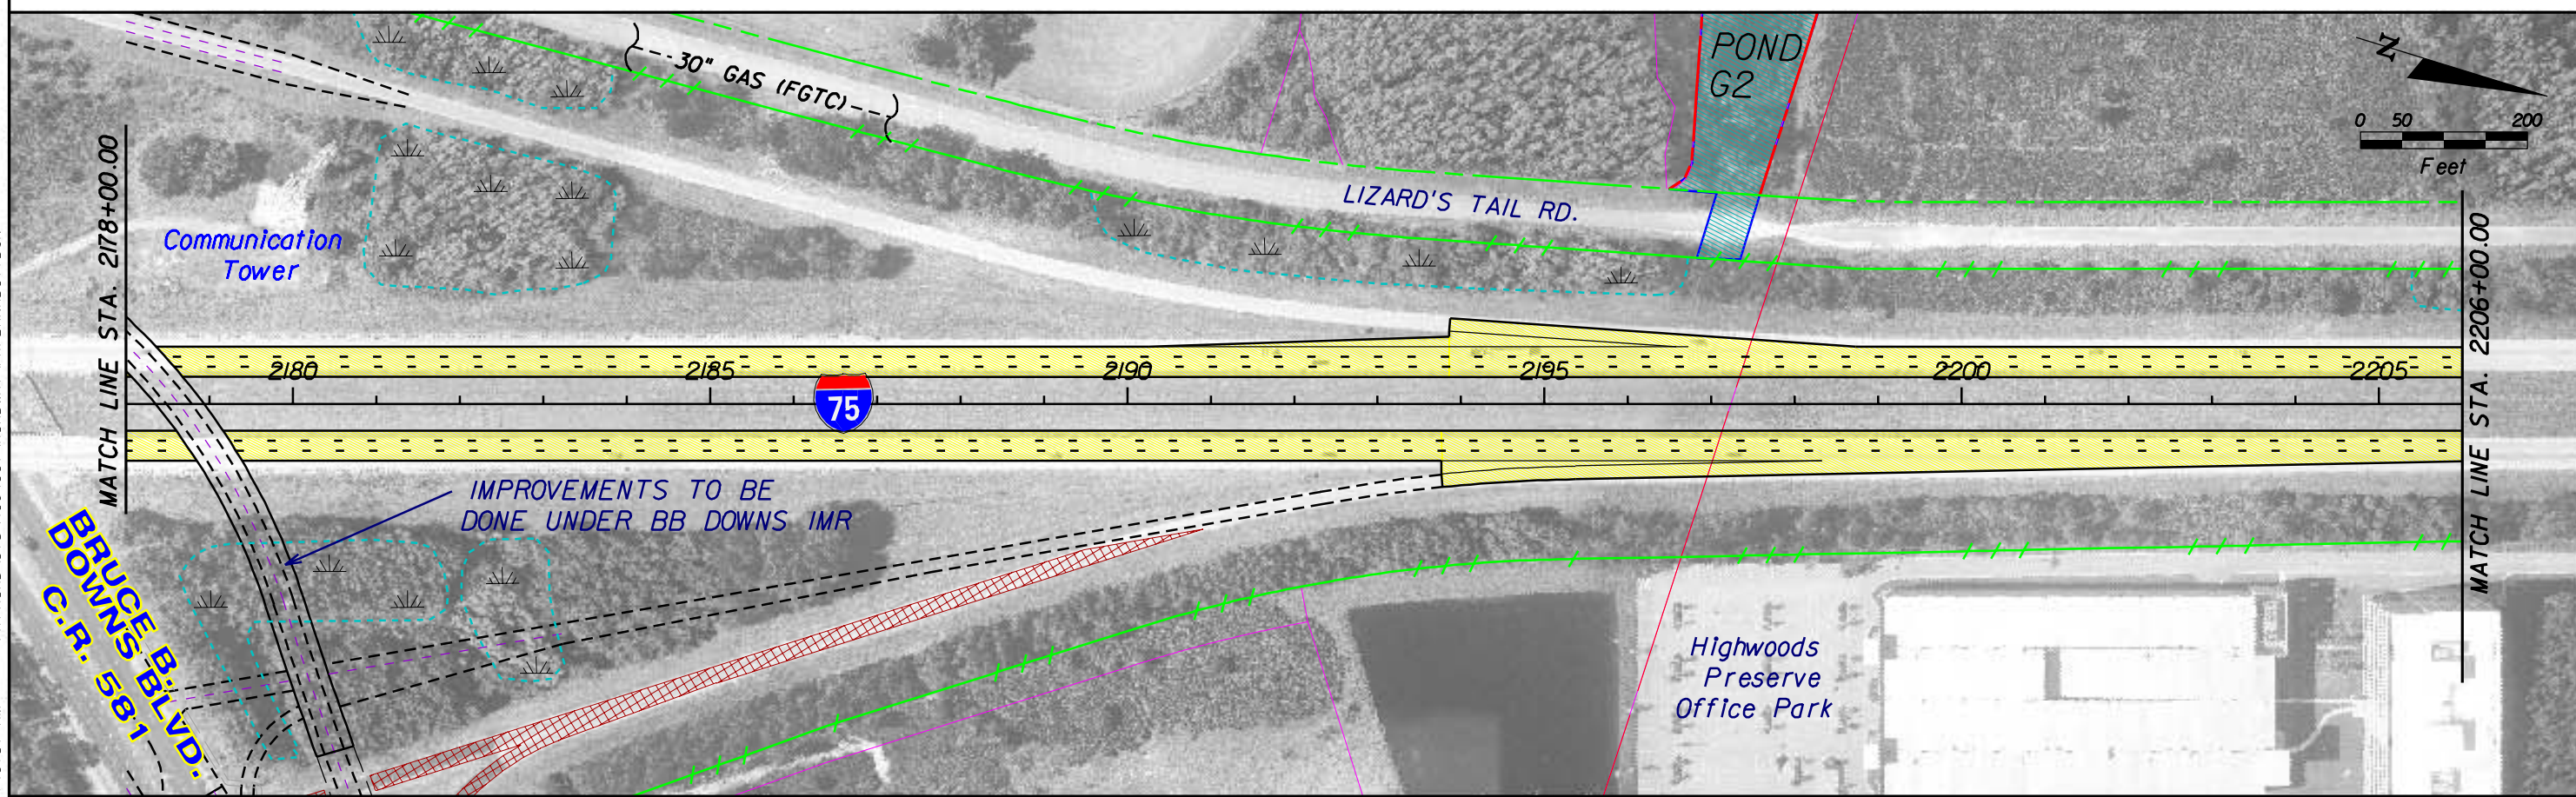 POND
G2
N
30" GAS (FGTC)
0 50 200
Feet
LIZARD'S TAIL RD.
Communication
Tower
MATCH LINE STA. 2178+00.00
MATCH LINE STA. 2206+00.00
2180
2185
2190
2195
2200
2205
75
IMPROVEMENTS TO BE
DONE UNDER BB DOWNS IMR
BRUCE B.
DOWNS BLVD.
C.R. 581
Highwoods
Preserve
Office Park